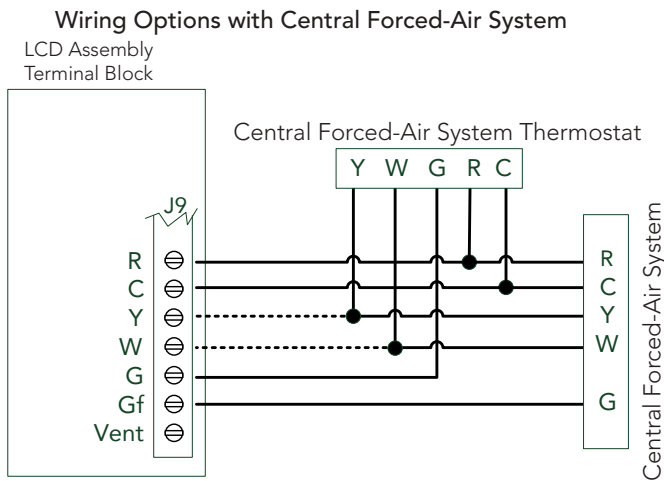 Wiring Options with Central Forced-Air System
LCD Assembly
Terminal Block
Central Forced-Air System Thermostat
Y W G R C
J9
R
C
Y
W
G
Gf
Vent
R
C
Y
W
G
Central Forced-Air System